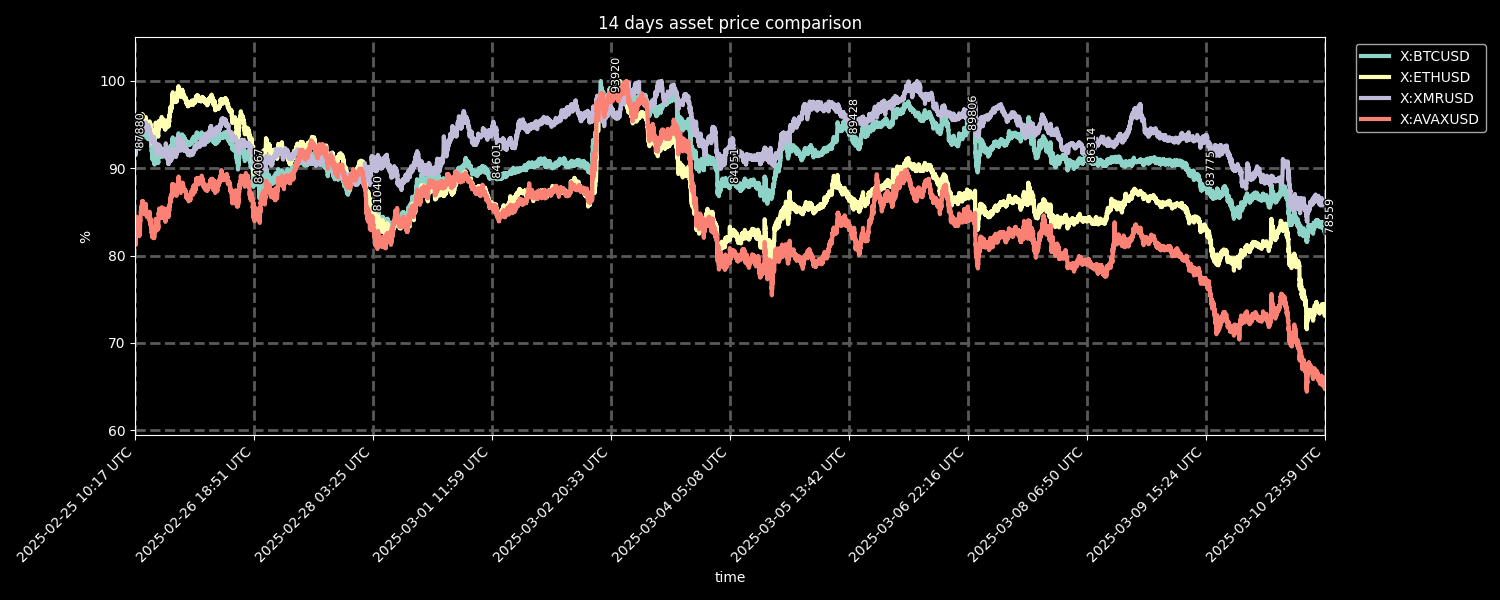 14 days asset price comparison
X:BTCUSD
X:ETHUSD
X:XMRUSD
X:AVAXUSD
100
90
80
70
60
%
87880
84067
81040
84601
93920
84051
89428
89806
86314
83775
78559
2025-02-25 10:17 UTC
2025-02-26 18:51 UTC
2025-02-28 03:25 UTC
2025-03-01 11:59 UTC
2025-03-02 20:33 UTC
2025-03-04 05:08 UTC
2025-03-05 13:42 UTC
2025-03-06 22:16 UTC
2025-03-08 06:50 UTC
2025-03-09 15:24 UTC
2025-03-10 23:59 UTC
time